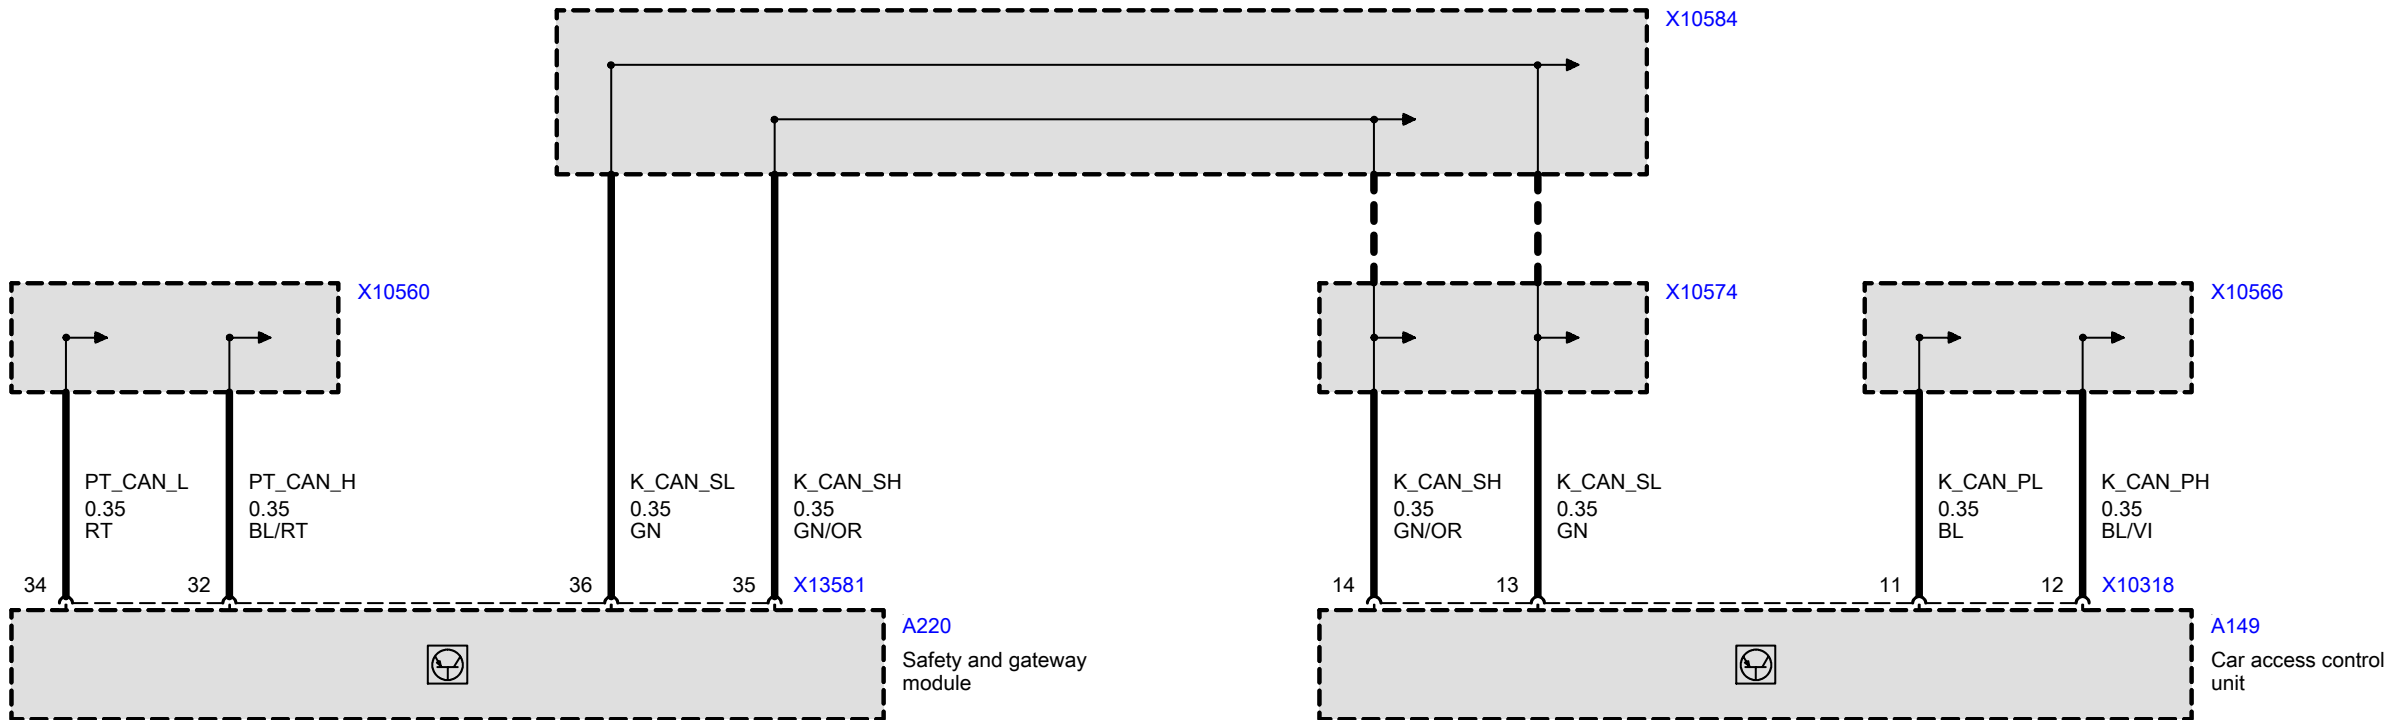 X10584
X10560
X10574
X10566
PT_CAN_L
0.35
RT
PT_CAN_H
0.35
BL/RT
K_CAN_SL
0.35
GN
K_CAN_SH
0.35
GN/OR
K_CAN_SH
0.35
GN/OR
K_CAN_SL
0.35
GN
K_CAN_PL
0.35
BL
K_CAN_PH
0.35
BL/VI
34
32
36
35
X13581
14
13
11
12
X10318
A220
Safety and gateway
module
A149
Car access control
unit